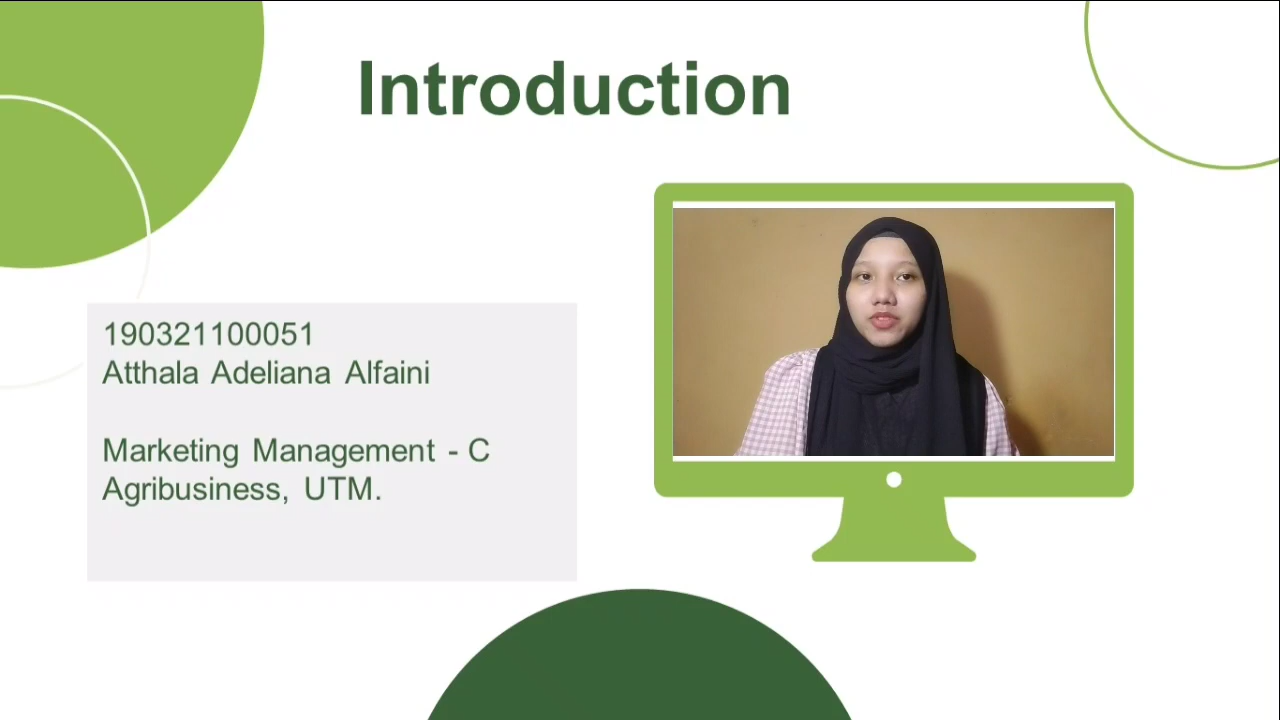 Introduction
190321100051
Atthala Adeliana Alfaini
Marketing Management - C
Agribusiness, UTM.